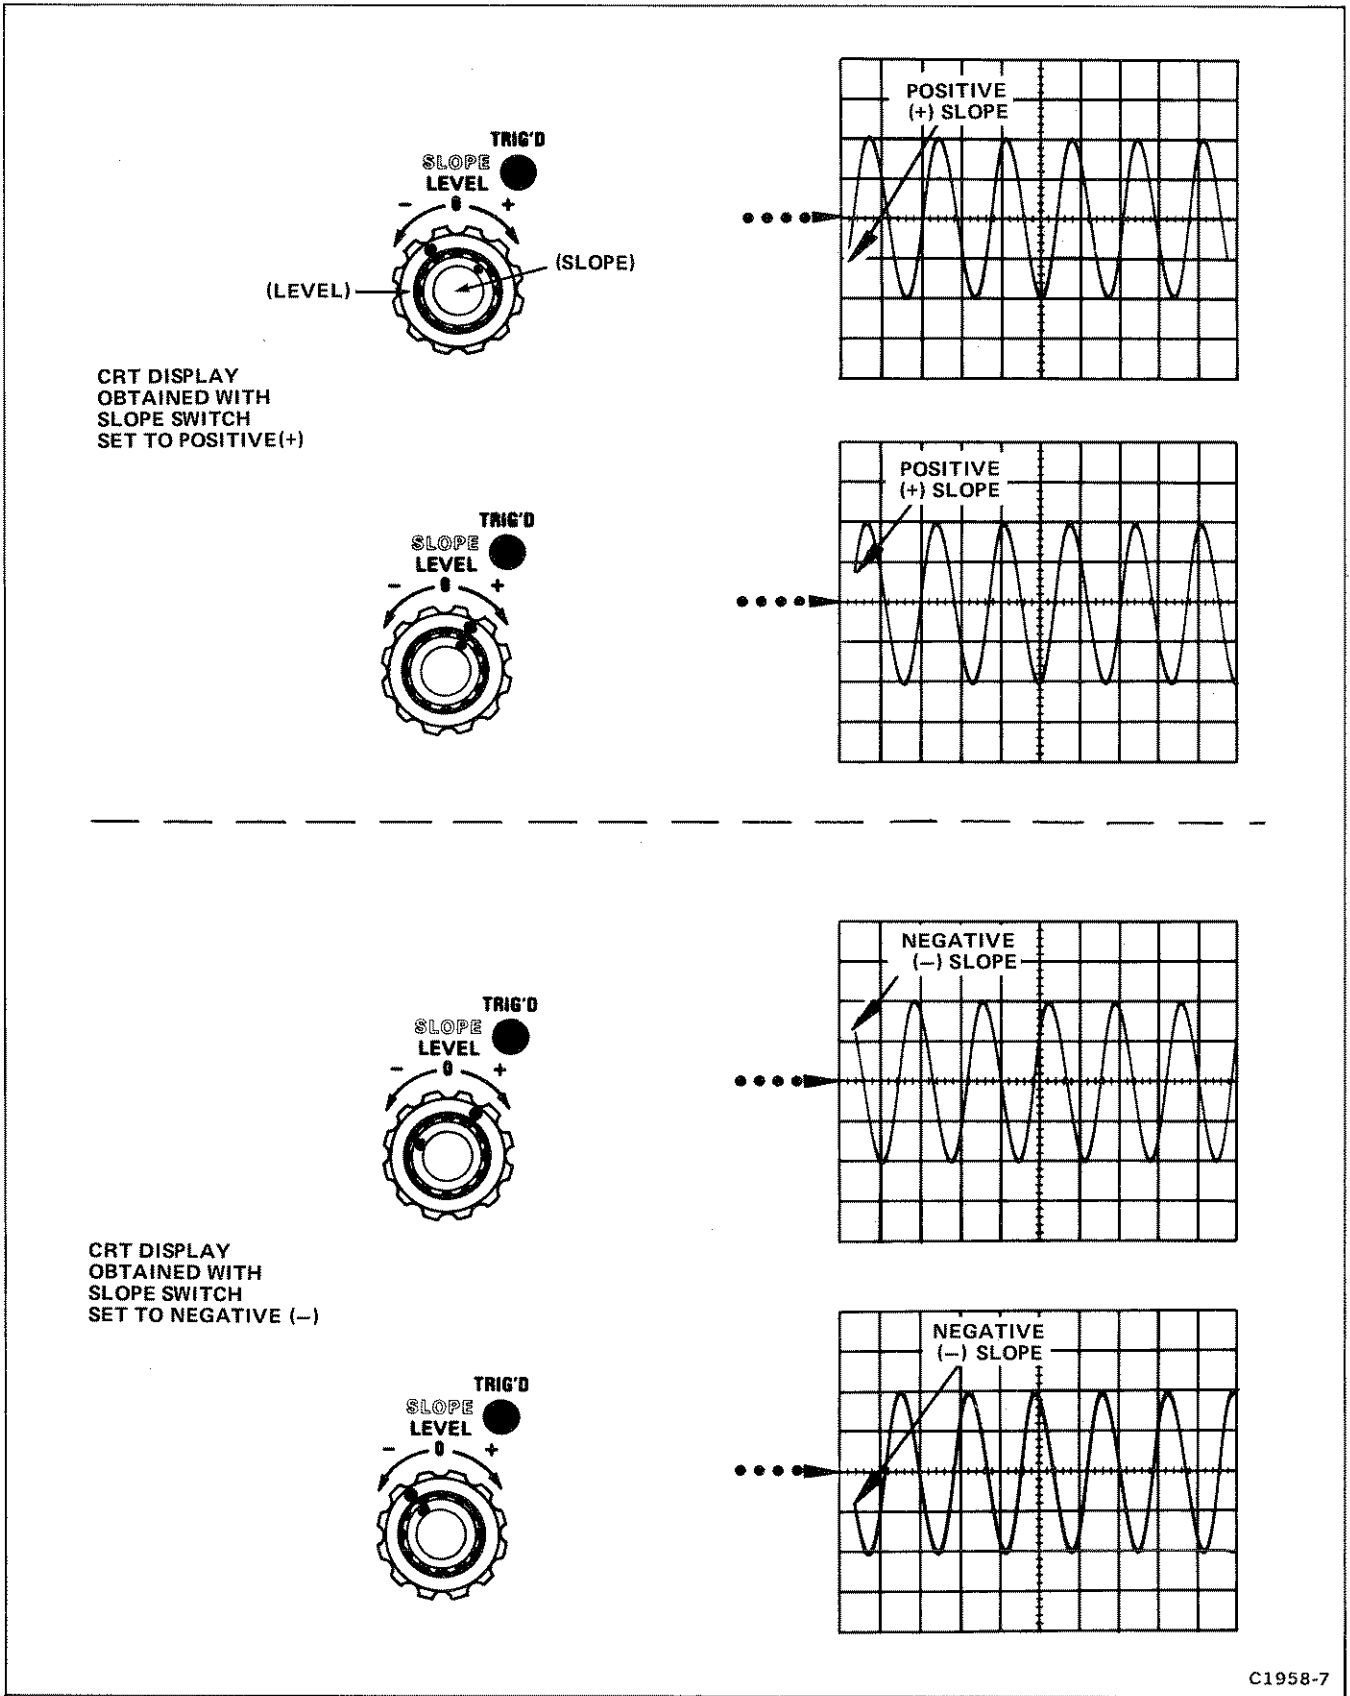 TRIG'D
SLOPE
LEVEL
− 0 +
(SLOPE)
(LEVEL)
POSITIVE
(+) SLOPE
CRT DISPLAY
OBTAINED WITH
SLOPE SWITCH
SET TO POSITIVE(+)
TRIG'D
SLOPE
LEVEL
− 0 +
POSITIVE
(+) SLOPE
TRIG'D
SLOPE
LEVEL
− 0 +
NEGATIVE
(—) SLOPE
CRT DISPLAY
OBTAINED WITH
SLOPE SWITCH
SET TO NEGATIVE (—)
TRIG'D
SLOPE
LEVEL
− 0 +
NEGATIVE
(—) SLOPE
C1958-7